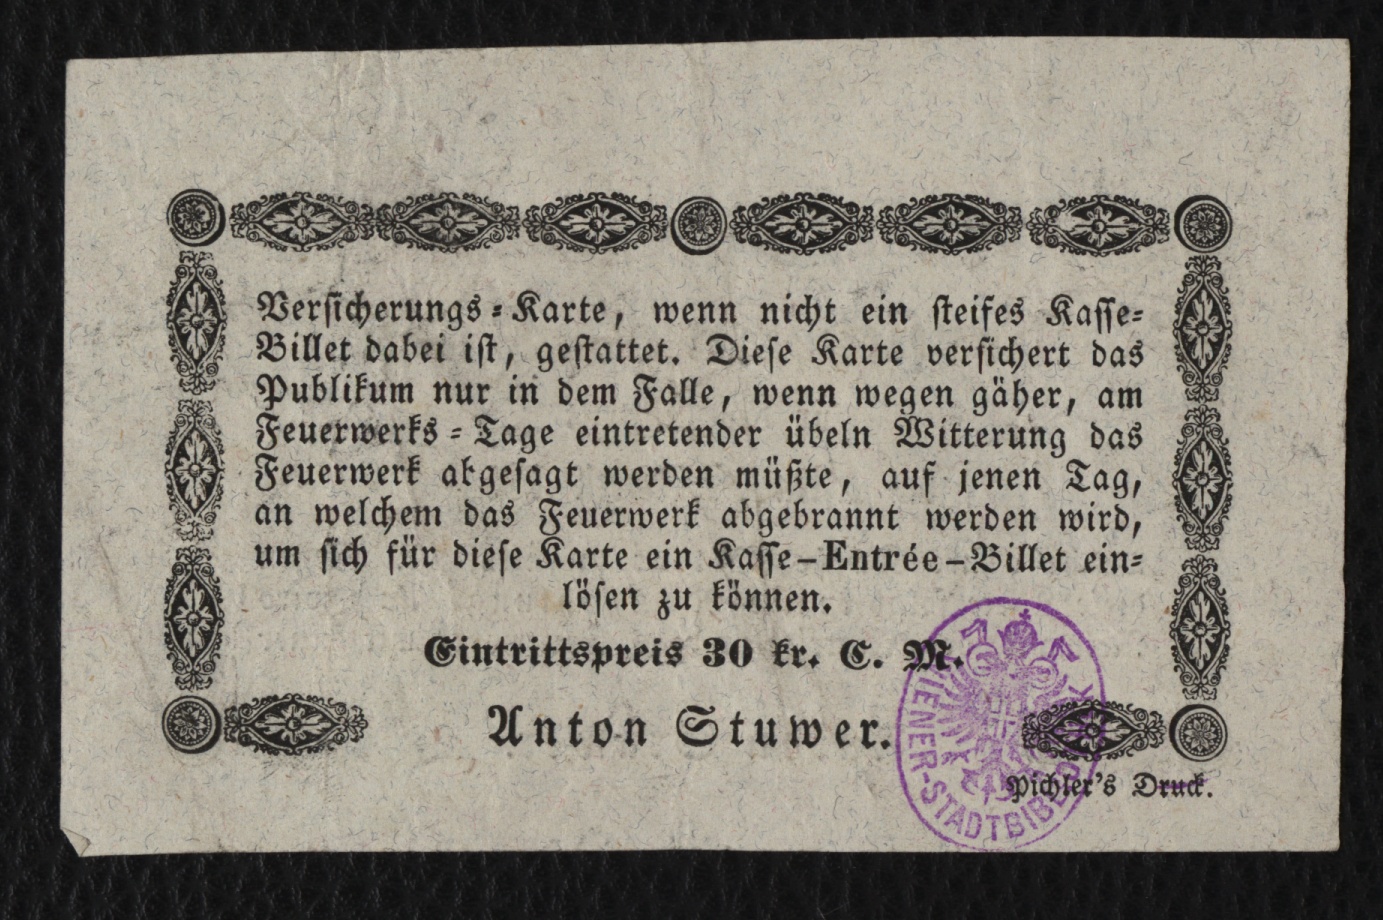 Versicherungs-Karte, wenn nicht ein steifes Kasse-
Billet dabei ist, gestattet. Diese Karte versichert das
Publikum nur in dem Falle, wenn wegen gäher, am
Feuerwerks-Tage eintretender übeln Witterung das
Feuerwerk abgesagt werden müßte, auf jenen Tag,
an welchem das Feuerwerk abgebrannt werden wird,
um sich für diese Karte ein Kasse-Entrée-Billet ein-
lösen zu können.
Eintrittspreis 30 kr. C. M.
Anton Stuwer.
Pichler's Druck.
WIENER-STADTBIBLIOTHEK